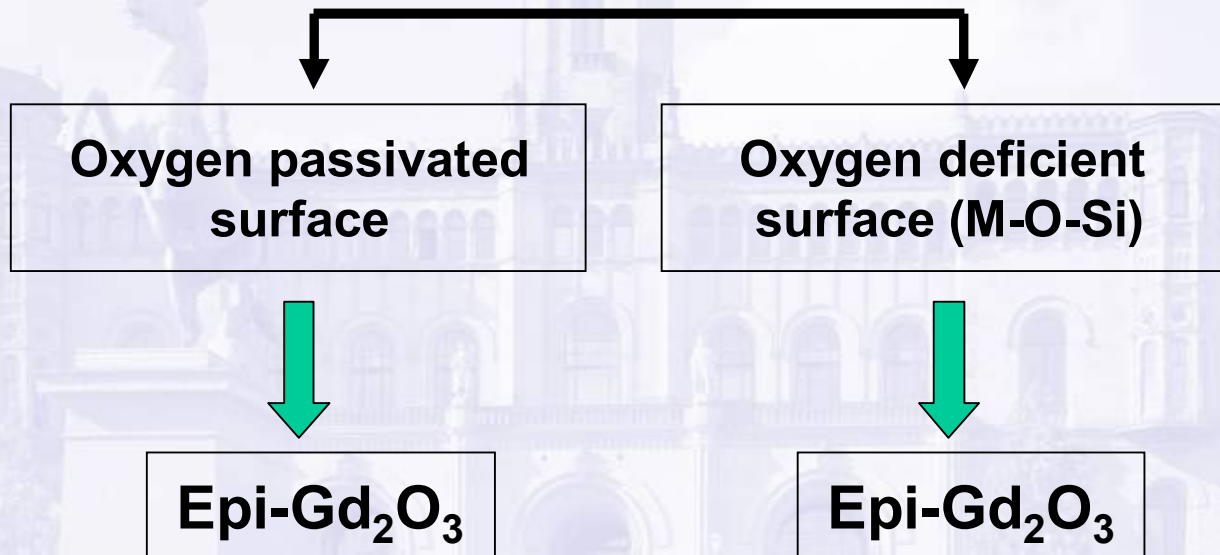 Oxygen passivated
surface
Oxygen deficient
surface (M-O-Si)
Epi-Gd₂O₃
Epi-Gd₂O₃